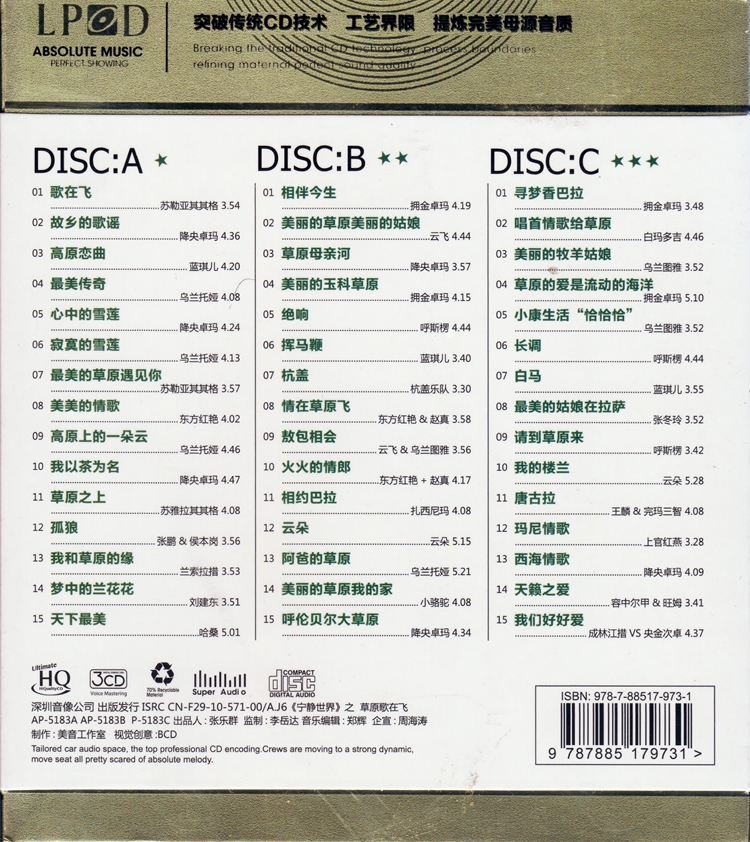 LPCD
ABSOLUTE MUSIC
PERFECT SHOWING
突破传统CD技术 工艺界限 提炼完美母源音质
Breaking the traditional CD technology, process boundaries
refining maternal perfect sound quality
DISC:A ★
01 歌在飞
苏勒亚其其格 3.54
02 故乡的歌谣
降央卓玛 4.36
03 高原恋曲
蓝琪儿 4.20
04 最美传奇
乌兰托娅 4.08
05 心中的雪莲
降央卓玛 4.24
06 寂寞的雪莲
乌兰托娅 4.13
07 最美的草原遇见你
苏勒亚其其格 3.57
08 美美的情歌
东方红艳 4.02
09 高原上的一朵云
乌兰托娅 4.46
10 我以茶为名
降央卓玛 4.47
11 草原之上
苏雅拉其其格 4.08
12 孤狼
张鹏 & 侯本岗 3.56
13 我和草原的缘
兰索拉措 3.53
14 梦中的兰花花
刘建东 3.51
15 天下最美
哈桑 5.01
DISC:B ★★
01 相伴今生
拥金卓玛 4.19
02 美丽的草原美丽的姑娘
云飞 4.44
03 草原母亲河
降央卓玛 3.57
04 美丽的玉科草原
拥金卓玛 4.15
05 绝响
呼斯楞 4.44
06 挥马鞭
蓝琪儿 3.40
07 杭盖
杭盖乐队 3.30
08 情在草原飞
东方红艳 & 赵真 3.58
09 敖包相会
云飞 & 乌兰图雅 3.56
10 火火的情郎
东方红艳 + 赵真 4.17
11 相约巴拉
扎西尼玛 4.08
12 云朵
云朵 5.15
13 阿爸的草原
乌兰托娅 5.21
14 美丽的草原我的家
小骆驼 4.08
15 呼伦贝尔大草原
降央卓玛 4.34
DISC:C ★★★
01 寻梦香巴拉
拥金卓玛 3.48
02 唱首情歌给草原
白玛多吉 4.46
03 美丽的牧羊姑娘
乌兰图雅 3.52
04 草原的爱是流动的海洋
拥金卓玛 5.10
05 小康生活“恰恰恰”
乌兰图雅 3.52
06 长调
呼斯楞 4.44
07 白马
蓝琪儿 3.55
08 最美的姑娘在拉萨
张冬玲 3.52
09 请到草原来
呼斯楞 3.42
10 我的楼兰
云朵 5.28
11 唐古拉
王麟 & 完玛三智 4.08
12 玛尼情歌
上官红燕 3.28
13 西海情歌
降央卓玛 4.09
14 天籁之爱
容中尔甲 & 旺姆 3.41
15 我们好好爱
成林江措 VS 央金次卓 4.37
Ultimate
HQ
HiQualityCD
3CD
Voice Mastering
70% Recyclable
Material
Super Audio
COMPACT
disc
DIGITAL AUDIO
深圳音像公司 出版发行 ISRC CN-F29-10-571-00/A.J6《宁静世界》之 草原歌在飞
AP-5183A AP-5183B P-5183C 出品人：张乐群 监制：李岳达 音乐编辑：郑辉 企宣：周海涛
制作：美音工作室 视觉创意:BCD
Tailored car audio space, the top professional CD encoding.Crews are moving to a strong dynamic,
move seat all pretty scared of absolute melody.
ISBN: 978-7-88517-973-1
9 787885 179731 >